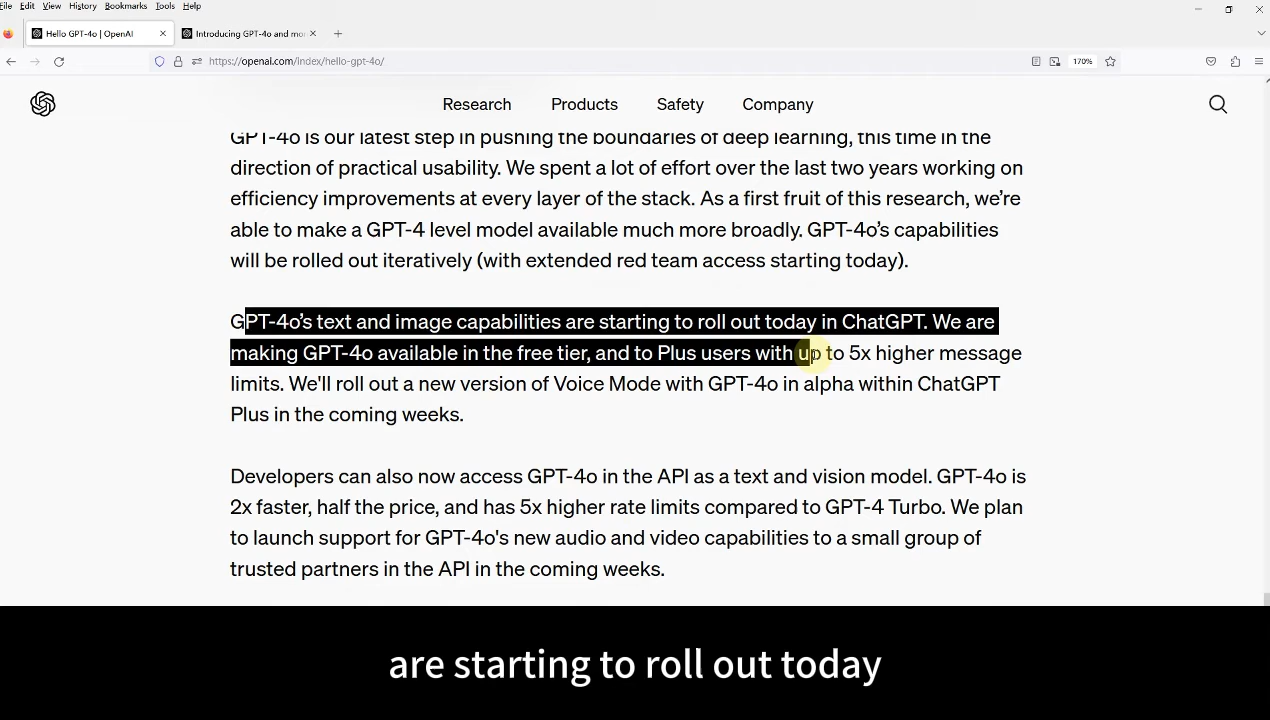 File Edit View History Bookmarks Tools Help
Hello GPT-4o | OpenAI
Introducing GPT-4o and mo
https://openai.com/index/hello-gpt-4o/
170%
Research Products Safety Company
GPT-4o is our latest step in pushing the boundaries of deep learning, this time in the
direction of practical usability. We spent a lot of effort over the last two years working on
efficiency improvements at every layer of the stack. As a first fruit of this research, we’re
able to make a GPT-4 level model available much more broadly. GPT-4o’s capabilities
will be rolled out iteratively (with extended red team access starting today).
GPT-4o’s text and image capabilities are starting to roll out today in ChatGPT. We are
making GPT-4o available in the free tier, and to Plus users with up to 5x higher message
limits. We'll roll out a new version of Voice Mode with GPT-4o in alpha within ChatGPT
Plus in the coming weeks.
Developers can also now access GPT-4o in the API as a text and vision model. GPT-4o is
2x faster, half the price, and has 5x higher rate limits compared to GPT-4 Turbo. We plan
to launch support for GPT-4o's new audio and video capabilities to a small group of
trusted partners in the API in the coming weeks.
are starting to roll out today